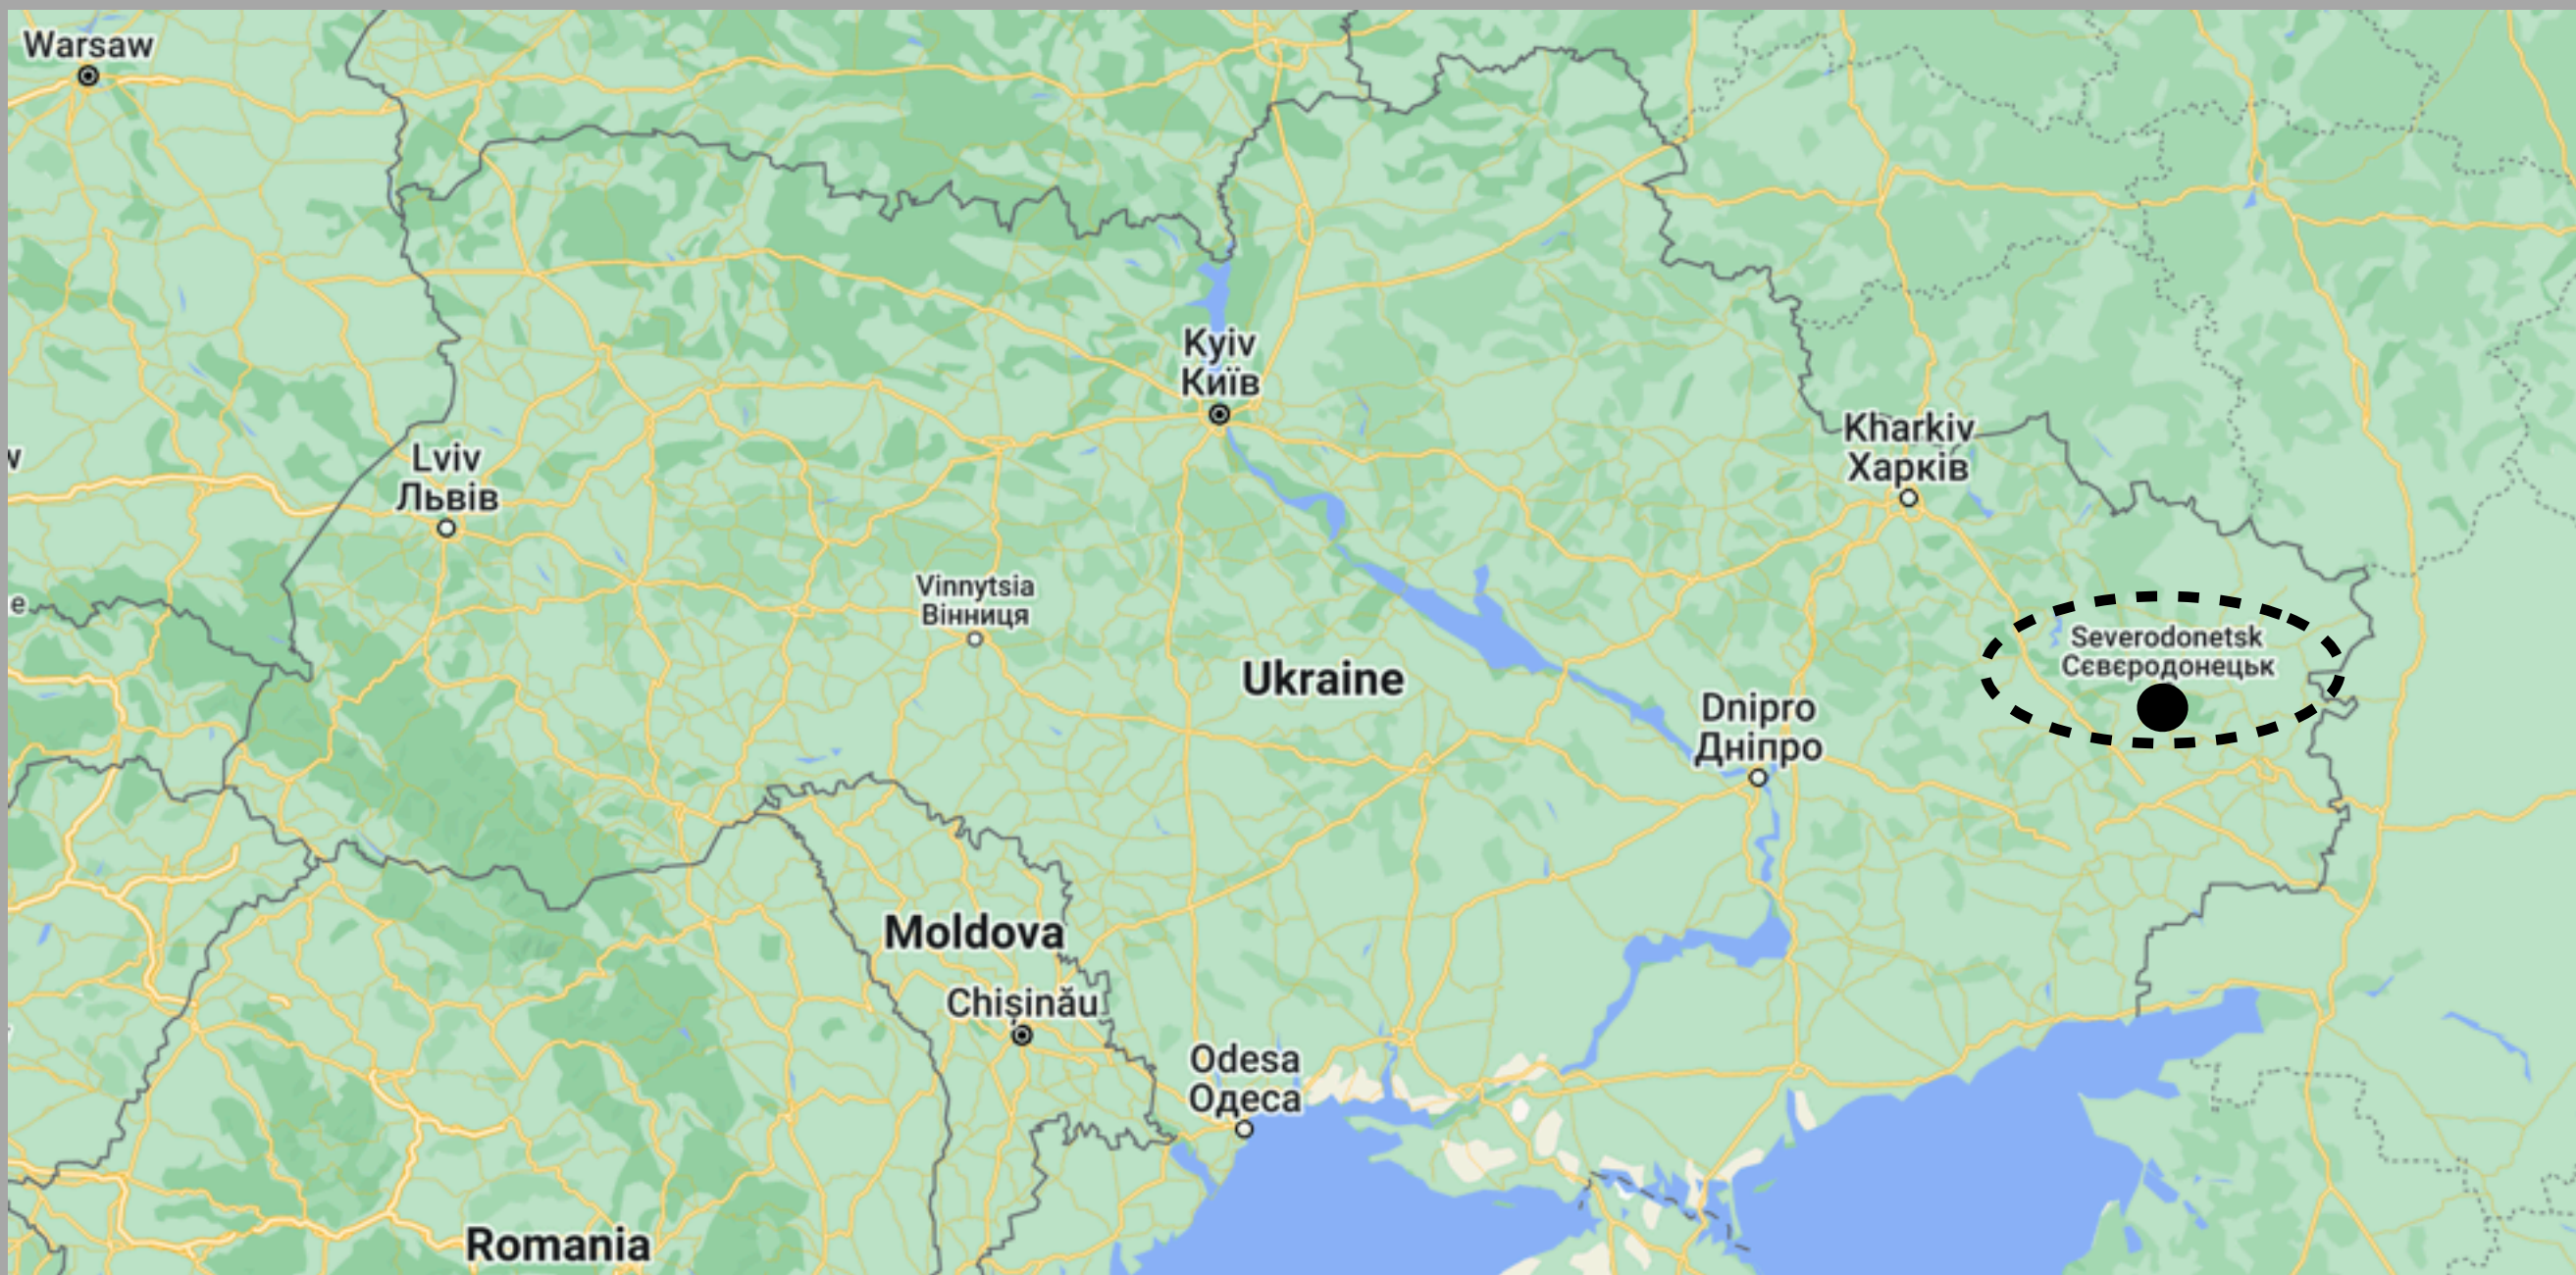 Warsaw
Kyiv
Київ
Kharkiv
Харків
w
Lviv
Львів
Vinnytsia
Вінниця
e
Severodonetsk
Сєвєродонецьк
Ukraine
Dnipro
Дніпро
Moldova
Chișinău
Odesa
Одеса
Romania